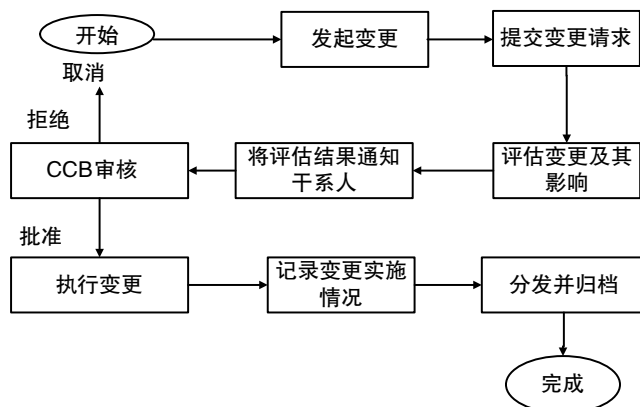 开始
发起变更
提交变更请求
取消
拒绝
CCB审核
将评估结果通知
干系人
评估变更及其
影响
批准
执行变更
记录变更实施
情况
分发并归档
完成